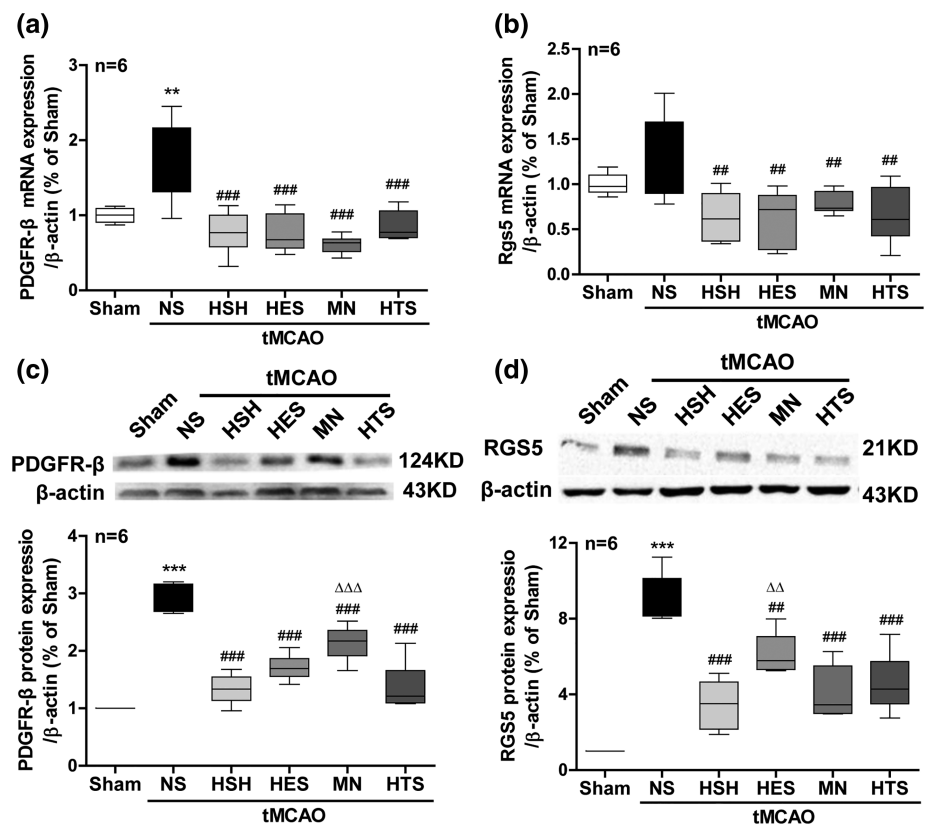 (a)
PDGFR-β mRNA expression
/β-actin (% of Sham)
n=6
3
2
1
0
**
###
###
###
###
Sham
NS
HSH
HES
MN
HTS
tMCAO
(b)
Rgs5 mRNA expression
/β-actin (% of Sham)
n=6
2.5
2.0
1.5
1.0
0.5
0.0
##
##
##
##
Sham
NS
HSH
HES
MN
HTS
tMCAO
(c)
tMCAO
Sham
NS
HSH
HES
MN
HTS
PDGFR-β
124KD
β-actin
43KD
PDGFR-β protein expressio
/β-actin (% of Sham)
n=6
4
3
2
1
0
***
###
###
ΔΔΔ
###
###
Sham
NS
HSH
HES
MN
HTS
tMCAO
(d)
tMCAO
Sham
NS
HSH
HES
MN
HTS
RGS5
21KD
β-actin
43KD
RGS5 protein expressio
/β-actin (% of Sham)
n=6
12
8
4
0
***
###
ΔΔ
##
###
###
Sham
NS
HSH
HES
MN
HTS
tMCAO